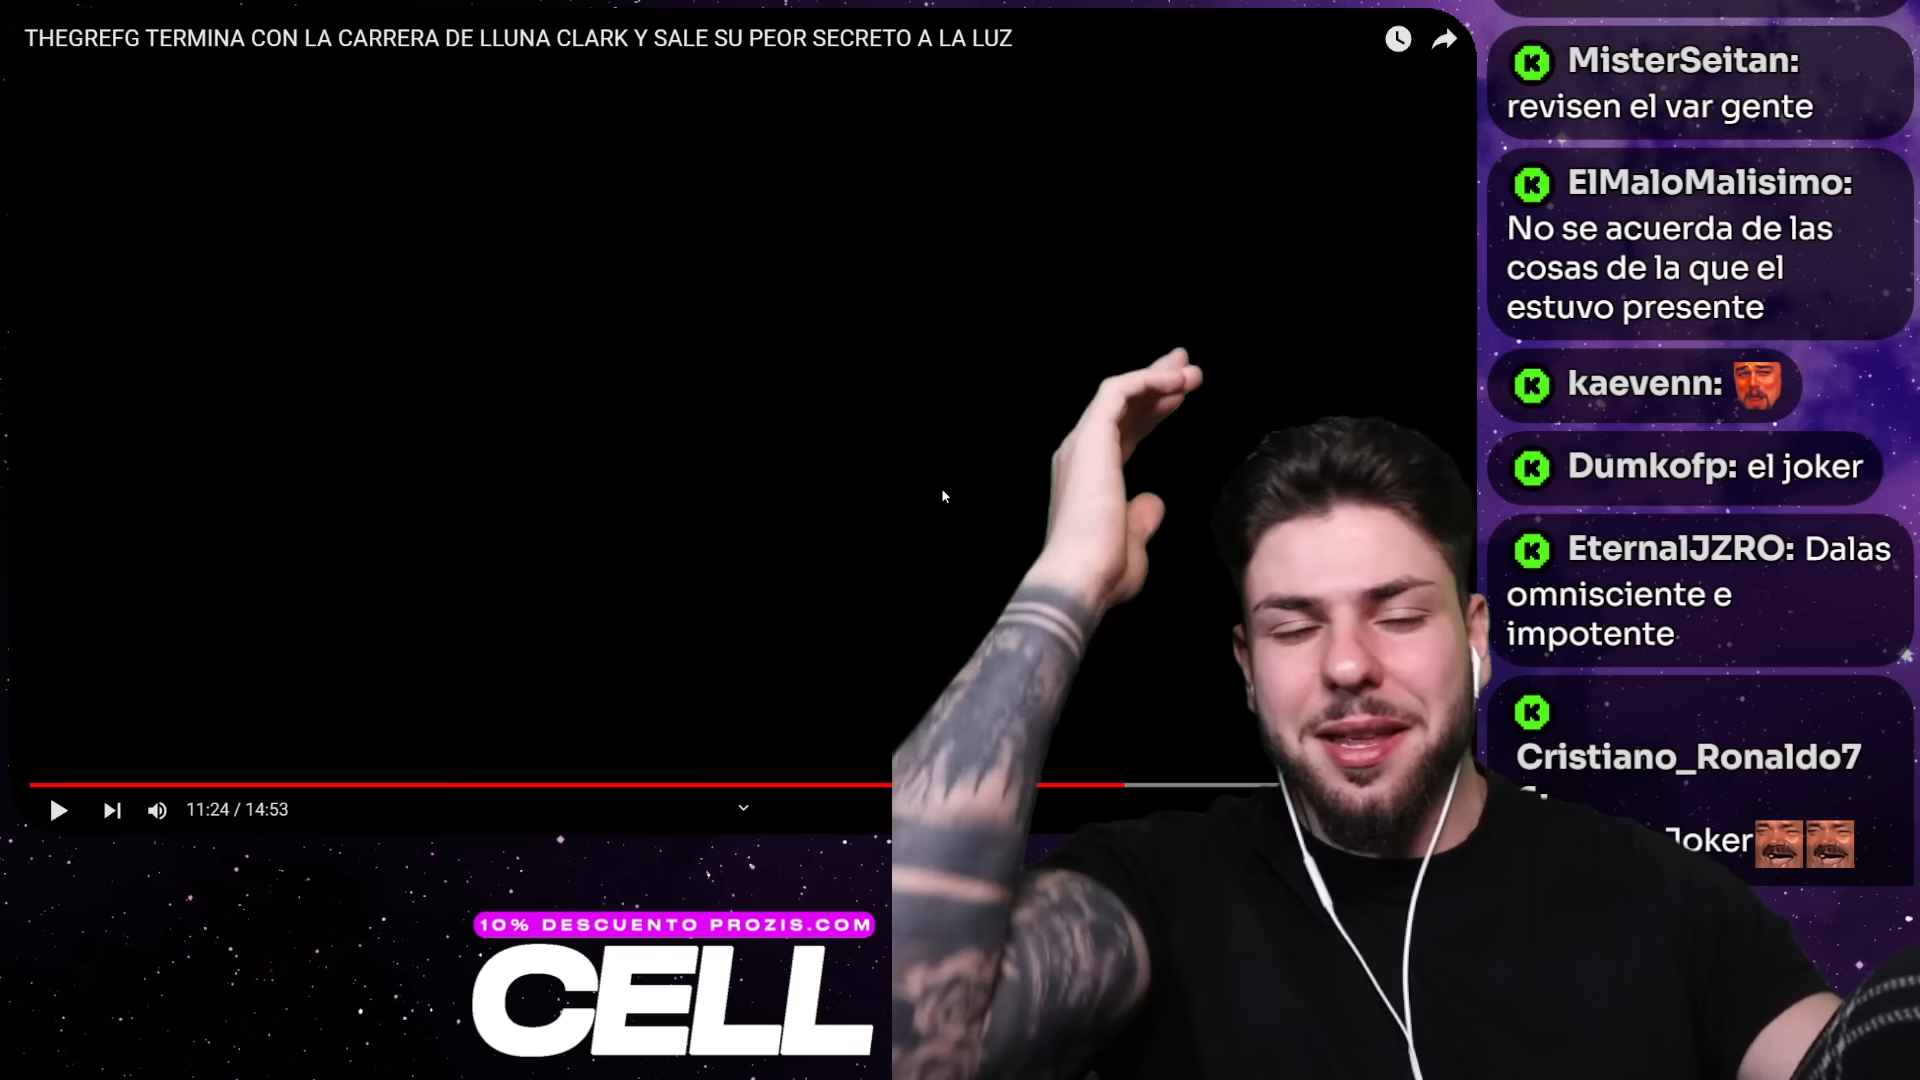 THEGREFG TERMINA CON LA CARRERA DE LLUNA CLARK Y SALE SU PEOR SECRETO A LA LUZ
11:24 / 14:53
10% DESCUENTO PROZIS.COM
CELL
MisterSeitan:
revisen el var gente
ElMaloMalisimo:
No se acuerda de las
cosas de la que el
estuvo presente
kaevenn:
Dumkofp: el joker
EternalJZRO: Dalas
omnisciente e
impotente
Cristiano_Ronaldo7
Joker